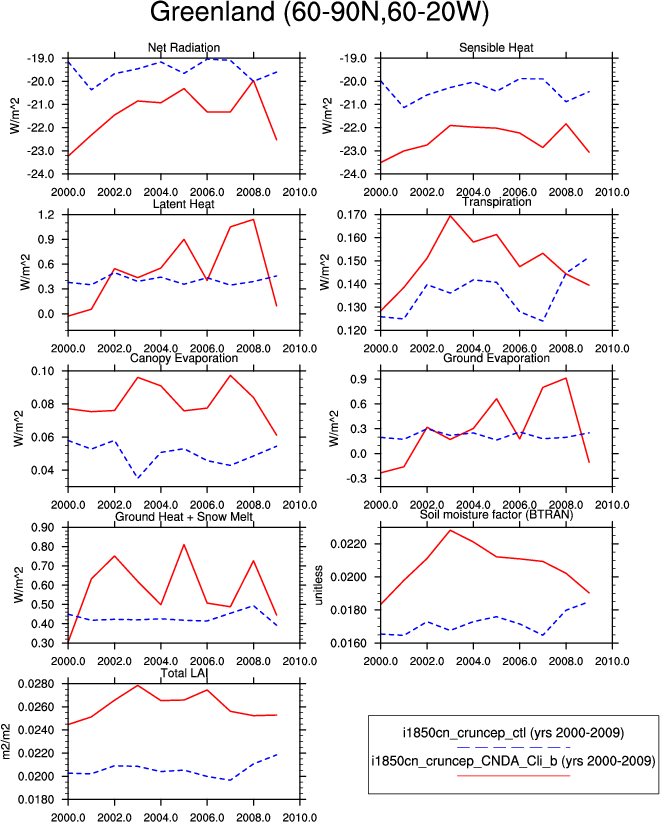 Greenland (60-90N,60-20W)
Net Radiation
Sensible Heat
W/m^2
-19.0
-20.0
-21.0
-22.0
-23.0
-24.0
2000.0 2002.0 2004.0 2006.0 2008.0 2010.0
W/m^2
-19.0
-20.0
-21.0
-22.0
-23.0
-24.0
2000.0 2002.0 2004.0 2006.0 2008.0 2010.0
Latent Heat
Transpiration
W/m^2
1.2
0.9
0.6
0.3
0.0
2000.0 2002.0 2004.0 2006.0 2008.0 2010.0
W/m^2
0.170
0.160
0.150
0.140
0.130
0.120
2000.0 2002.0 2004.0 2006.0 2008.0 2010.0
Canopy Evaporation
Ground Evaporation
W/m^2
0.10
0.08
0.06
0.04
2000.0 2002.0 2004.0 2006.0 2008.0 2010.0
W/m^2
0.9
0.6
0.3
0.0
-0.3
2000.0 2002.0 2004.0 2006.0 2008.0 2010.0
Ground Heat + Snow Melt
Soil moisture factor (BTRAN)
W/m^2
0.90
0.80
0.70
0.60
0.50
0.40
0.30
2000.0 2002.0 2004.0 2006.0 2008.0 2010.0
unitless
0.0220
0.0200
0.0180
0.0160
2000.0 2002.0 2004.0 2006.0 2008.0 2010.0
Total LAI
m2/m2
0.0280
0.0260
0.0240
0.0220
0.0200
0.0180
2000.0 2002.0 2004.0 2006.0 2008.0 2010.0
i1850cn_cruncep_ctl (yrs 2000-2009)
i1850cn_cruncep_CNDA_Cli_b (yrs 2000-2009)